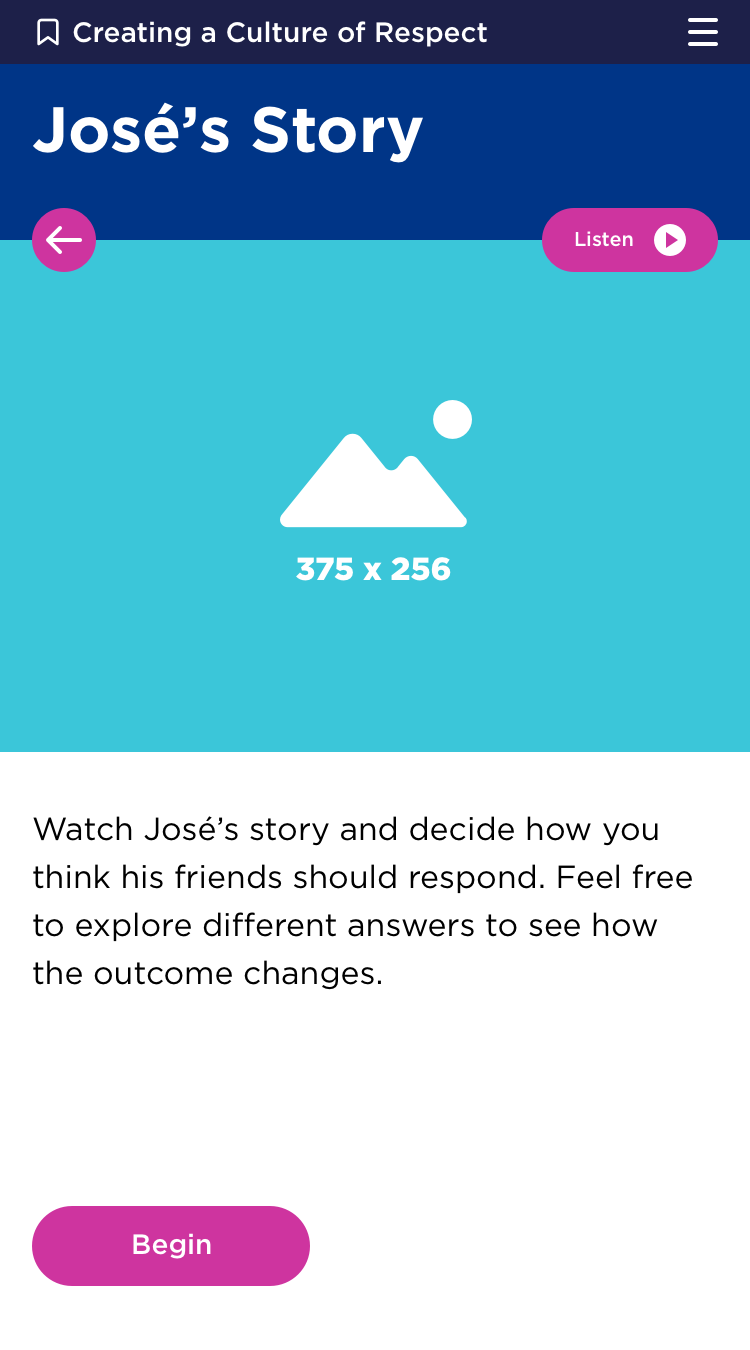 Creating a Culture of Respect
José’s Story
Listen
375 x 256
Watch José’s story and decide how you
think his friends should respond. Feel free
to explore different answers to see how
the outcome changes.
Begin